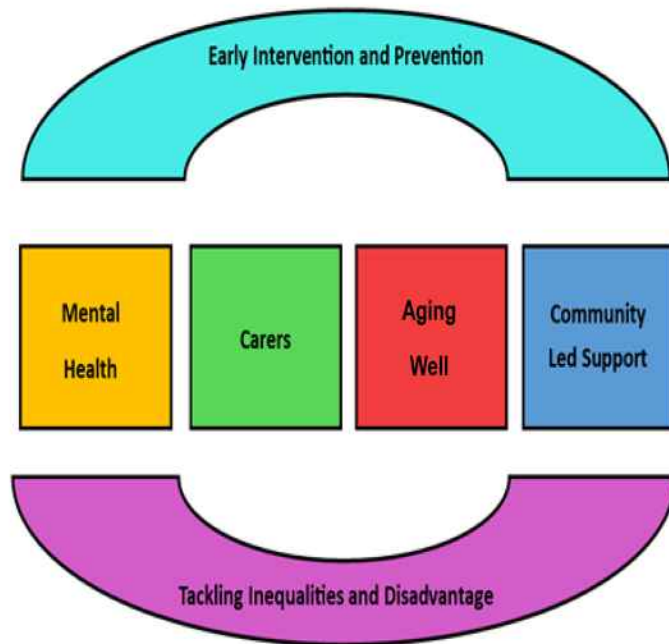 Early Intervention and Prevention
Mental
Health
Carers
Aging
Well
Community
Led Support
Tackling Inequalities and Disadvantage